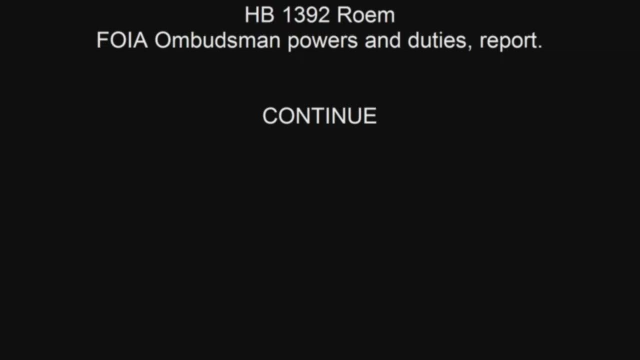 HB 1392 Roem
FOIA Ombudsman powers and duties, report.
CONTINUE